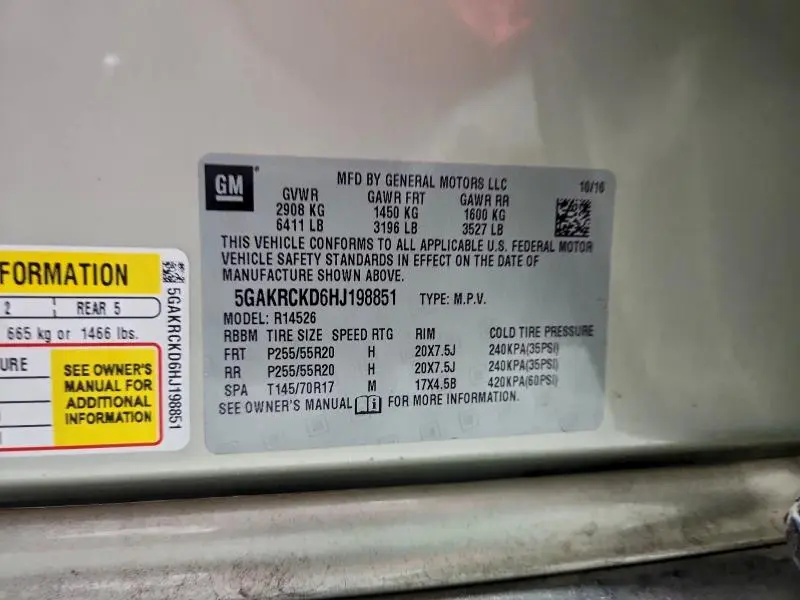 GM
MFD BY GENERAL MOTORS LLC
10/16
GVWR GAWR FRT GAWR RR
2908 KG 1450 KG 1600 KG
6411 LB 3196 LB 3527 LB
THIS VEHICLE CONFORMS TO ALL APPLICABLE U.S. FEDERAL MOTOR
VEHICLE SAFETY STANDARDS IN EFFECT ON THE DATE OF
MANUFACTURE SHOWN ABOVE.
5GAKRCKD6HJ198851 TYPE: M.P.V.
MODEL: R14526
RBBM TIRE SIZE SPEED RTG RIM COLD TIRE PRESSURE
FRT P255/55R20 H 20X7.5J 240KPA(35PSI)
RR P255/55R20 H 20X7.5J 240KPA(35PSI)
SPA T145/70R17 M 17X4.5B 420KPA(60PSI)
SEE OWNER'S MANUAL FOR MORE INFORMATION.
FORMATION
2 REAR 5
665 kg or 1466 lbs.
URE
SEE OWNER'S
MANUAL FOR
ADDITIONAL
INFORMATION
5GAKRCKD6HJ198851